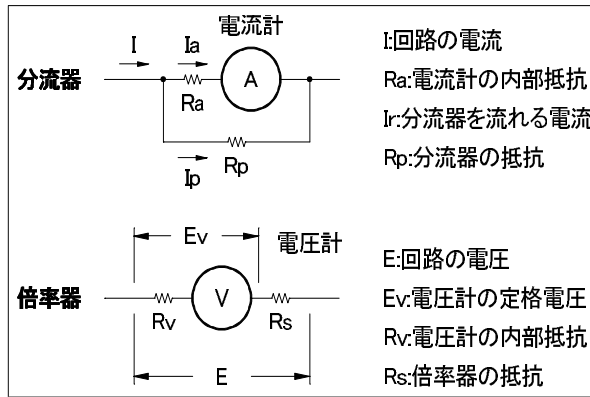 電流計
I
Ia
分流器
A
Ra
Rp
Ip
I:回路の電流
Ra:電流計の内部抵抗
Ir:分流器を流れる電流
Rp:分流器の抵抗
Ev
電圧計
倍率器
V
Rv
Rs
E
E:回路の電圧
Ev:電圧計の定格電圧
Rv:電圧計の内部抵抗
Rs:倍率器の抵抗